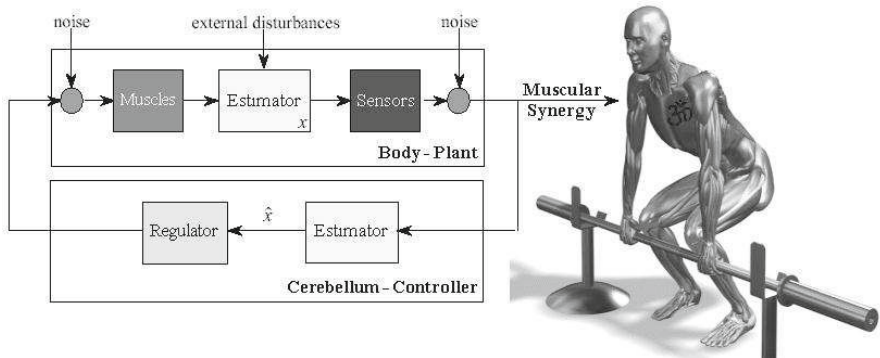 noise
external disturbances
noise
Muscles
Estimator
x
Sensors
Muscular
Synergy
Body - Plant
Regulator
x̂
Estimator
Cerebellum - Controller
ॐ